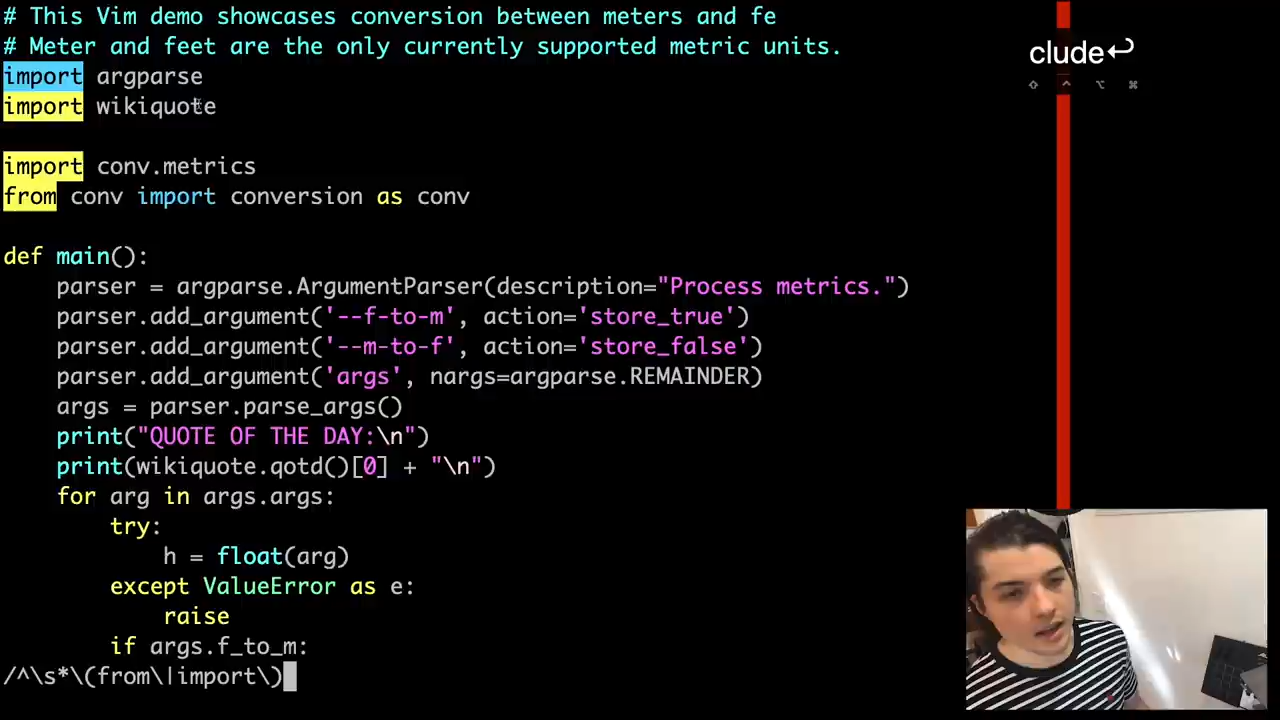 # This Vim demo showcases conversion between meters and fe
# Meter and feet are the only currently supported metric units.
import argparse
import wikiquote
import conv.metrics
from conv import conversion as conv
def main():
    parser = argparse.ArgumentParser(description="Process metrics.")
    parser.add_argument('--f-to-m', action='store_true')
    parser.add_argument('--m-to-f', action='store_false')
    parser.add_argument('args', nargs=argparse.REMAINDER)
    args = parser.parse_args()
    print("QUOTE OF THE DAY:\n")
    print(wikiquote.qotd()[0] + "\n")
    for arg in args.args:
        try:
            h = float(arg)
        except ValueError as e:
            raise
        if args.f_to_m:
/^\s*\(from\|import\)
clude↩
⇧ ^ ⌥ ⌘